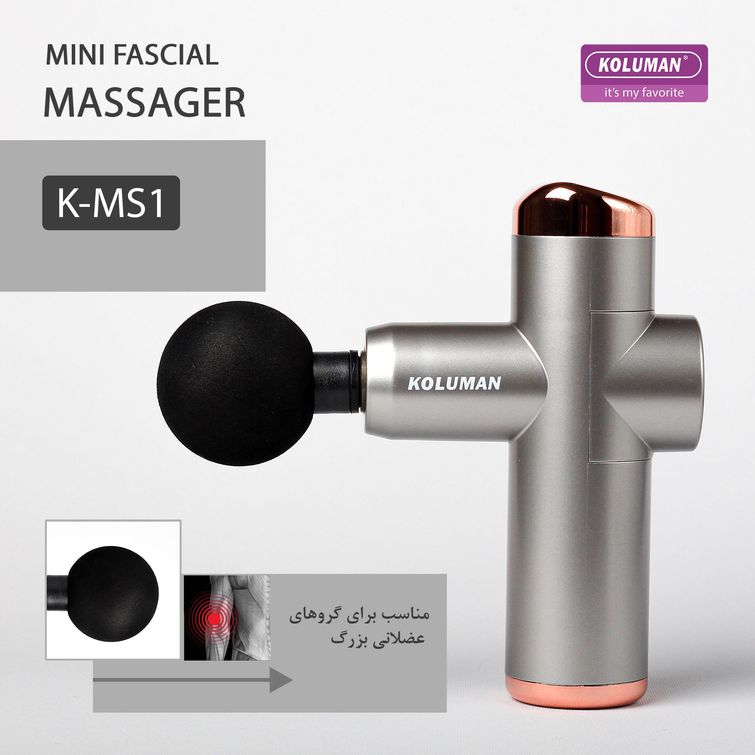 MINI FASCIAL
MASSAGER
KOLUMAN®
it's my favorite
K-MS1
KOLUMAN
مناسب برای گروهای
عضلانی بزرگ